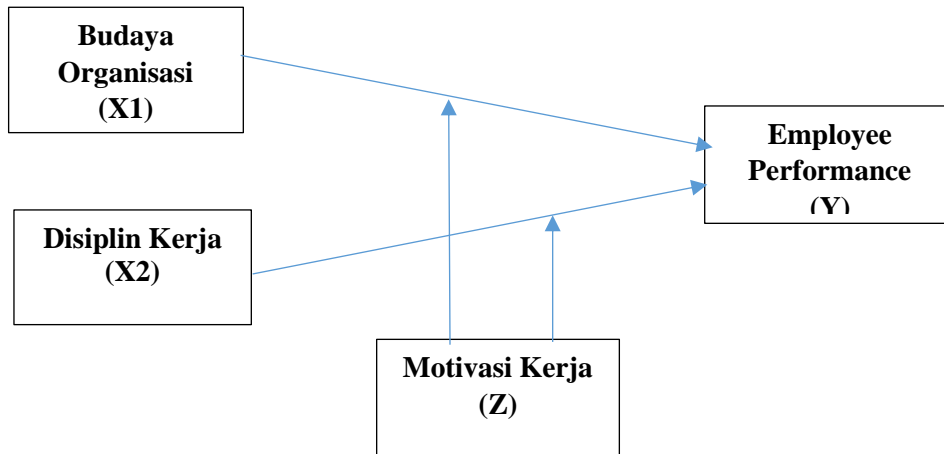 Budaya
Organisasi
(X1)
Employee
Performance
(Y)
Disiplin Kerja
(X2)
Motivasi Kerja
(Z)